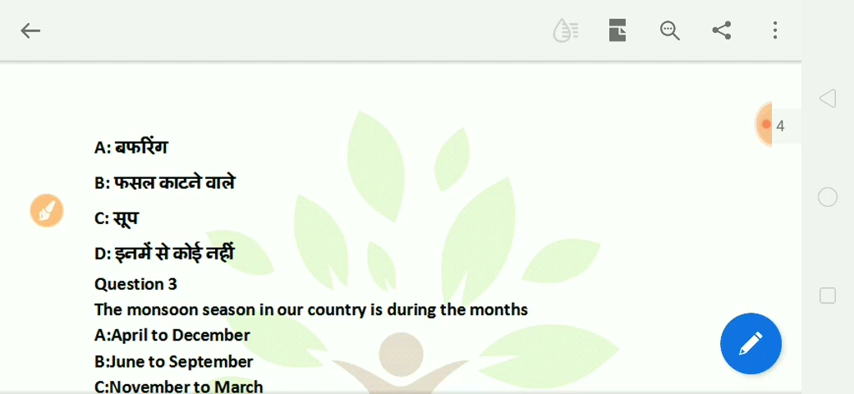 4
A: बफरिंग
B: फसल काटने वाले
C: सूप
D: इनमें से कोई नहीं
Question 3
The monsoon season in our country is during the months
A:April to December
B:June to September
C:November to March